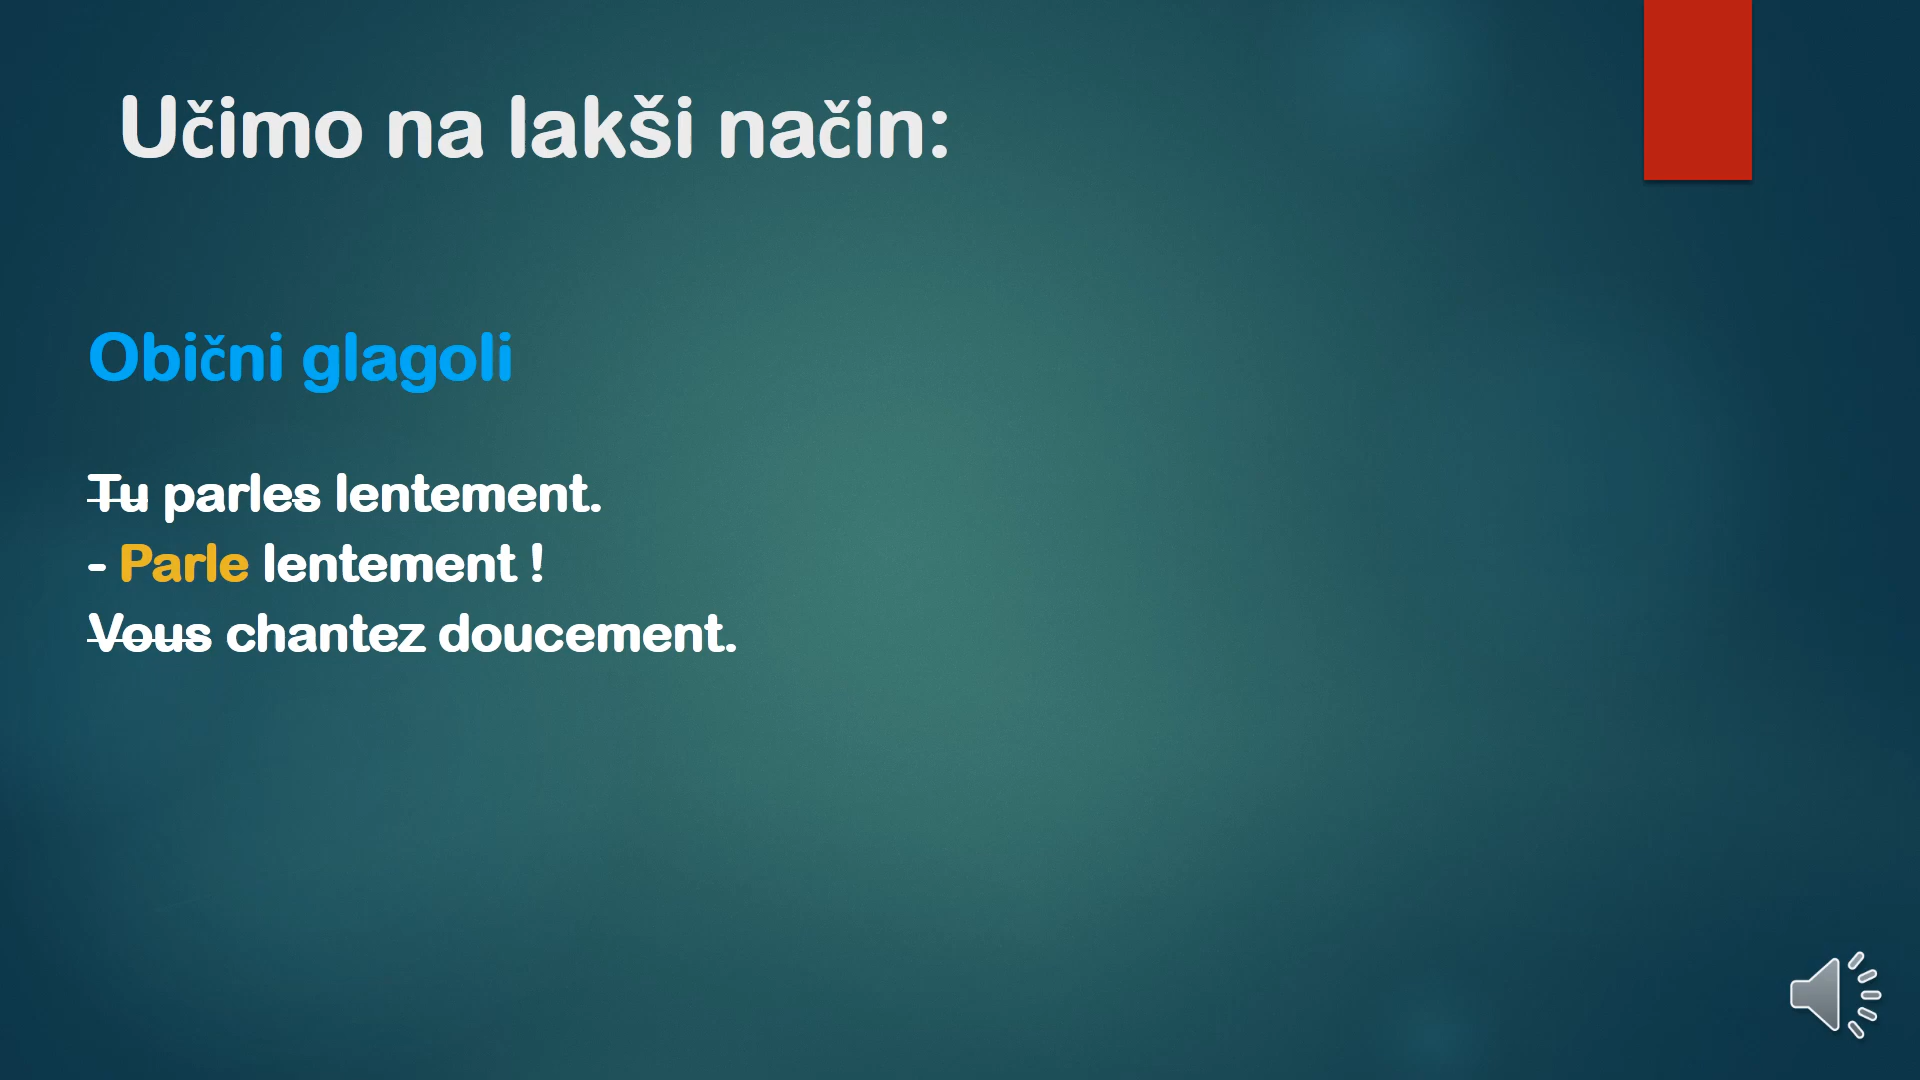 Učimo na lakši način:
Obični glagoli
Tu parles lentement.
- Parle lentement !
Vous chantez doucement.